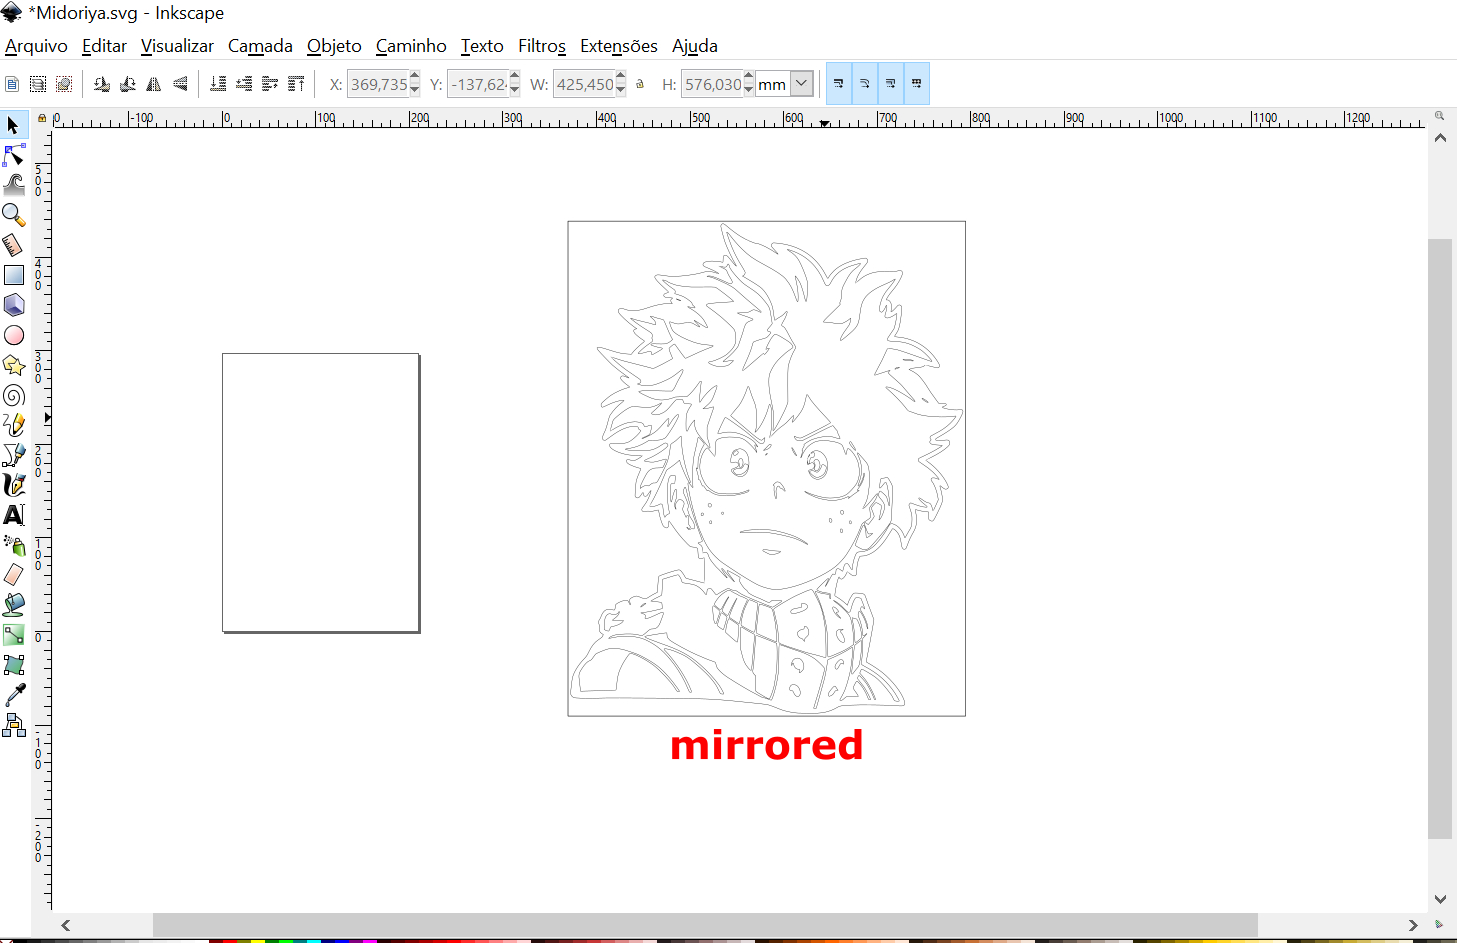 *Midoriya.svg - Inkscape
Arquivo Editar Visualizar Camada Objeto Caminho Texto Filtros Extensões Ajuda
X: 369,735 Y: -137,62 W: 425,450 H: 576,030 mm
0 -100 0 100 200 300 400 500 600 700 800 900 1000 1100 1200
500
400
300
200
100
0
-100
-200
mirrored